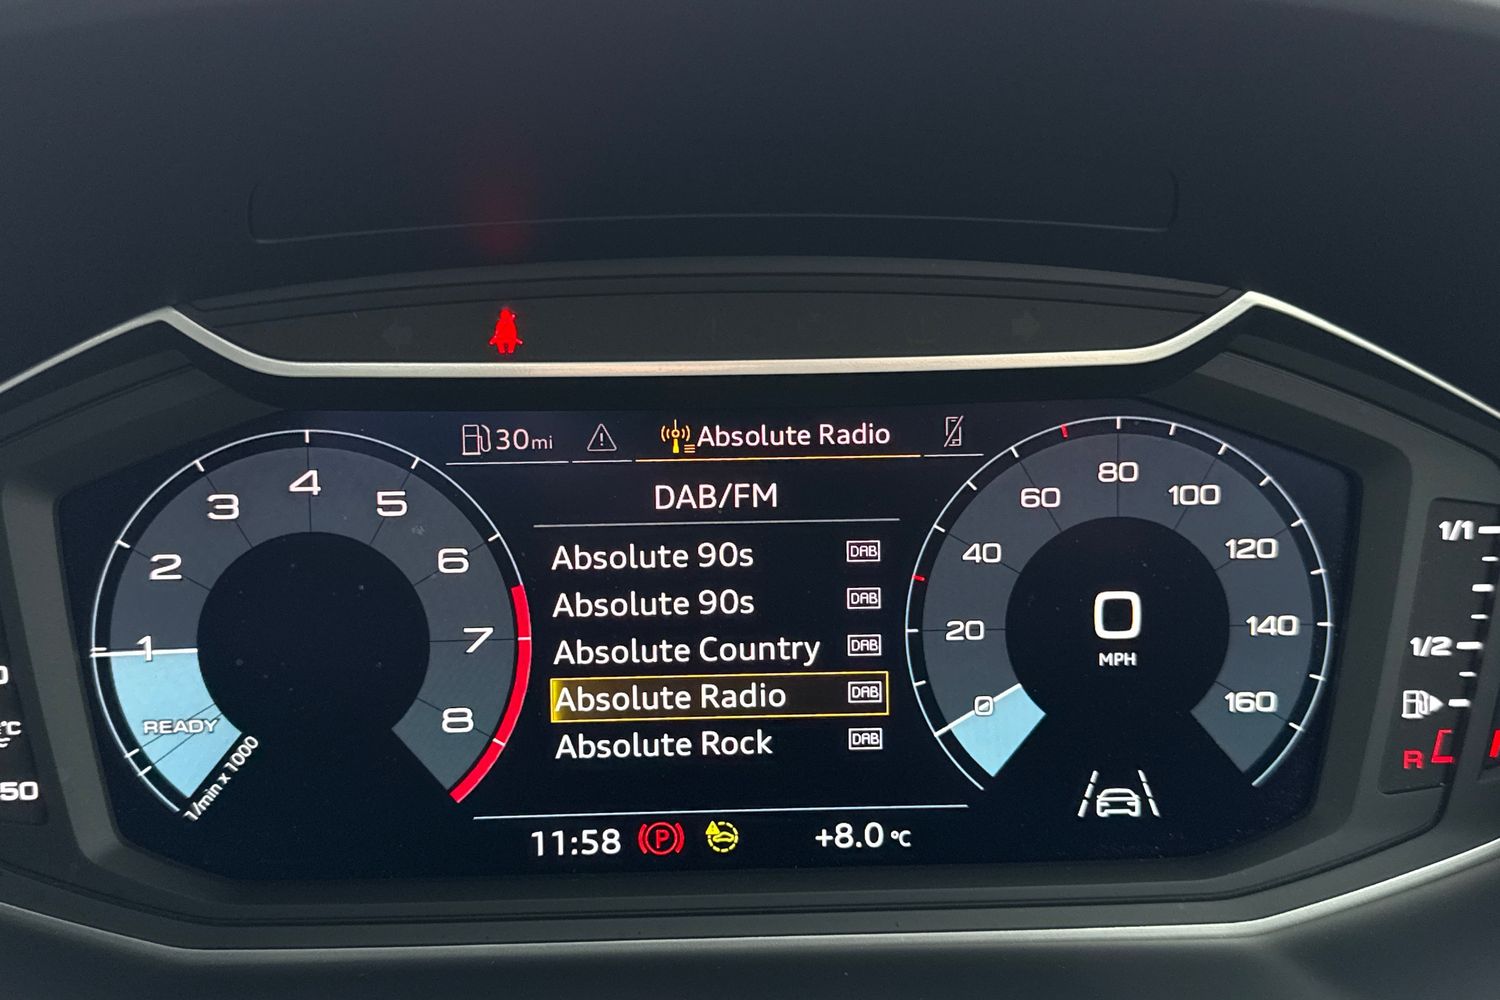 30mi
Absolute Radio
DAB/FM
Absolute 90s DAB
Absolute 90s DAB
Absolute Country DAB
Absolute Radio DAB
Absolute Rock DAB
11:58
P
+8.0 °C
1
2
3
4
5
6
7
8
READY
1/min x 1000
0
20
40
60
80
100
120
140
160
0
MPH
1/1
1/2
R
°C
50